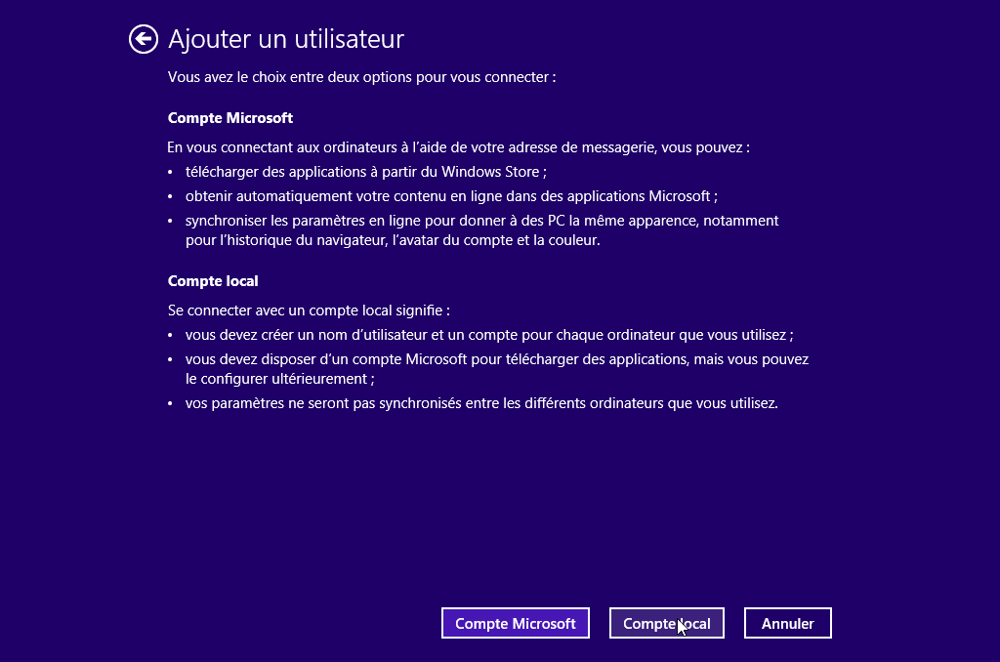 Ajouter un utilisateur
Vous avez le choix entre deux options pour vous connecter :
Compte Microsoft
En vous connectant aux ordinateurs à l'aide de votre adresse de messagerie, vous pouvez :
• télécharger des applications à partir du Windows Store ;
• obtenir automatiquement votre contenu en ligne dans des applications Microsoft ;
• synchroniser les paramètres en ligne pour donner à des PC la même apparence, notamment
pour l'historique du navigateur, l'avatar du compte et la couleur.
Compte local
Se connecter avec un compte local signifie :
• vous devez créer un nom d'utilisateur et un compte pour chaque ordinateur que vous utilisez ;
• vous devez disposer d'un compte Microsoft pour télécharger des applications, mais vous pouvez
le configurer ultérieurement ;
• vos paramètres ne seront pas synchronisés entre les différents ordinateurs que vous utilisez.
Compte Microsoft
Compte local
Annuler